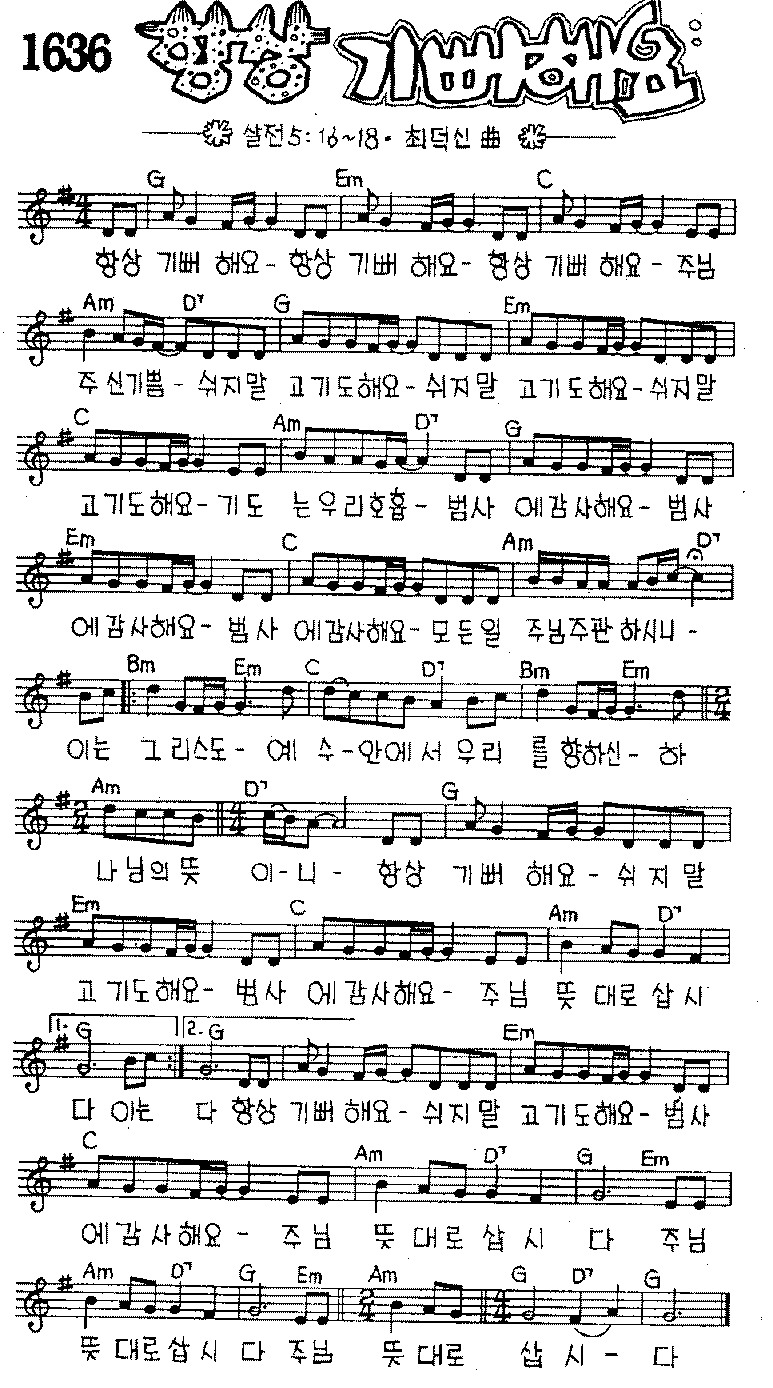 1636 항상 기뻐해요
살전5:16~18. 최덕신 曲
G Em C
항상 기뻐 해요- 항상 기뻐 해요- 항상 기뻐 해요- 주님
Am D7 G Em
주 신기쁨- 쉬지말 고기도해요-쉬지말 고기도해요-쉬지말
C Am D7 G
고기도해요-기도 는우리호흡- 범사 에감사해요- 범사
Em C Am D7
에감사해요- 범사 에감사해요-모든일 주님주관하시니-
Bm Em C D7 Bm Em
이는 그리스도- 예 수-안에서 우리 를 향하신- 하
Am D7 G
나님의뜻 이-니- 항상 기뻐 해요- 쉬지말
Em C Am D7
고기도해요- 범사 에감사해요- 주님 뜻 대로 삽시
1. G 2. G Em
다 이는 다 항상 기뻐 해요-쉬지말 고기도해요-범사
C Am D7 G Em
에감사해요- 주님 뜻 대로 삽 시 다 주님
Am D7 G Em Am G D7 G
뜻 대로삽시 다 주님 뜻 대로 삽 시- 다